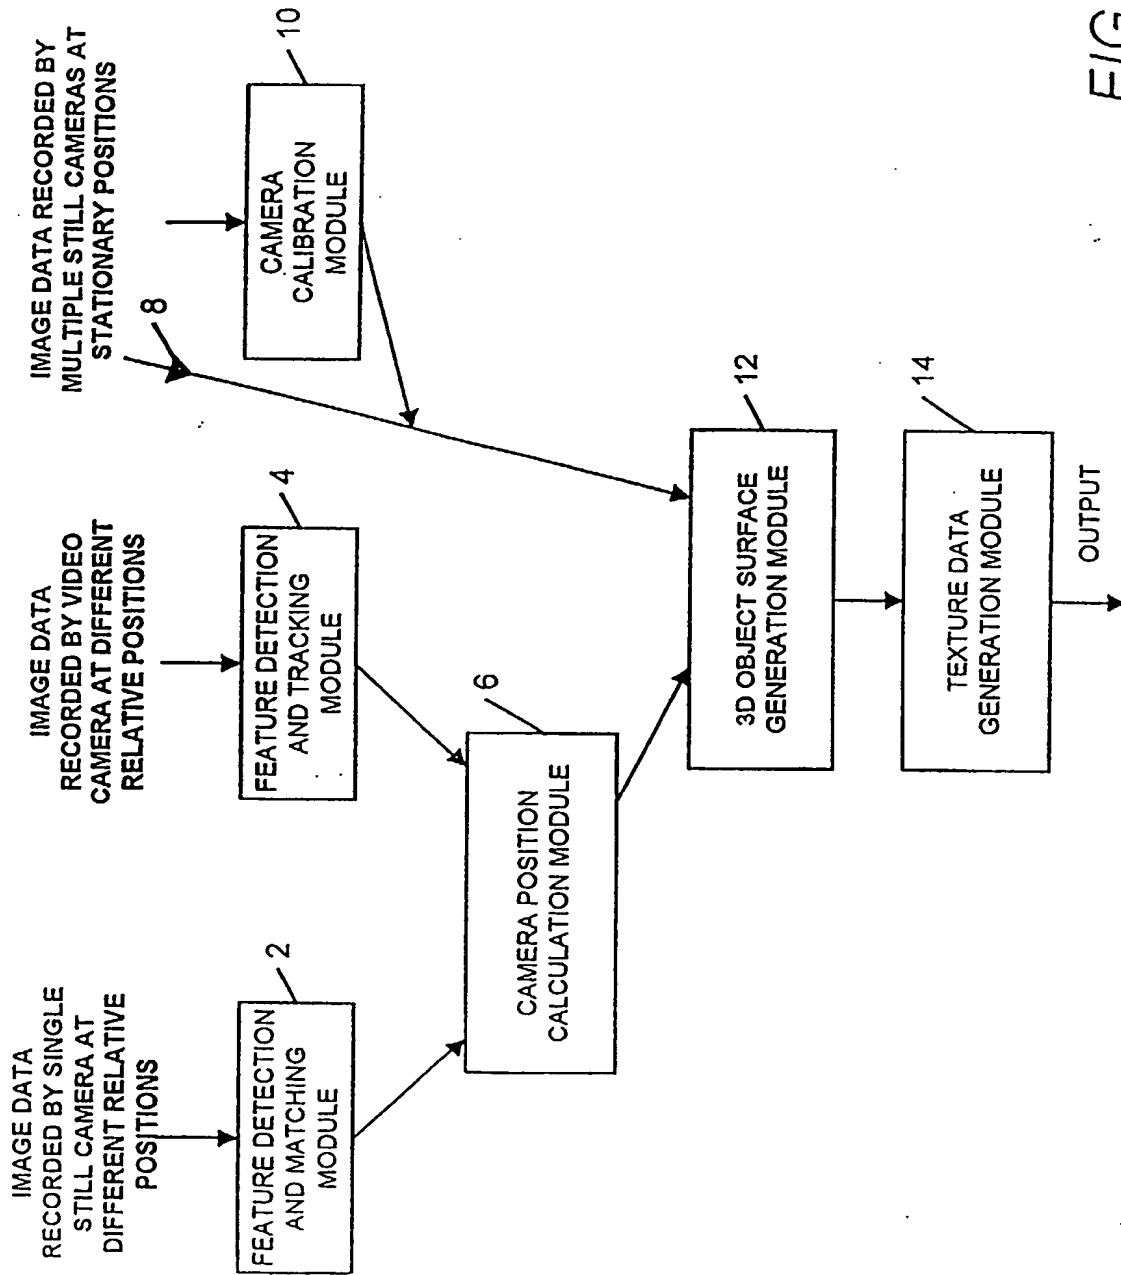 IMAGE DATA
RECORDED BY SINGLE
STILL CAMERA AT
DIFFERENT RELATIVE
POSITIONS
IMAGE DATA
RECORDED BY VIDEO
CAMERA AT DIFFERENT
RELATIVE POSITIONS
IMAGE DATA RECORDED BY
MULTIPLE STILL CAMERAS AT
STATIONARY POSITIONS
8
FEATURE DETECTION
AND MATCHING
MODULE
2
FEATURE DETECTION
AND TRACKING
MODULE
4
CAMERA
CALIBRATION
MODULE
10
CAMERA POSITION
CALCULATION MODULE
6
3D OBJECT SURFACE
GENERATION MODULE
12
TEXTURE DATA
GENERATION MODULE
14
OUTPUT
FIG